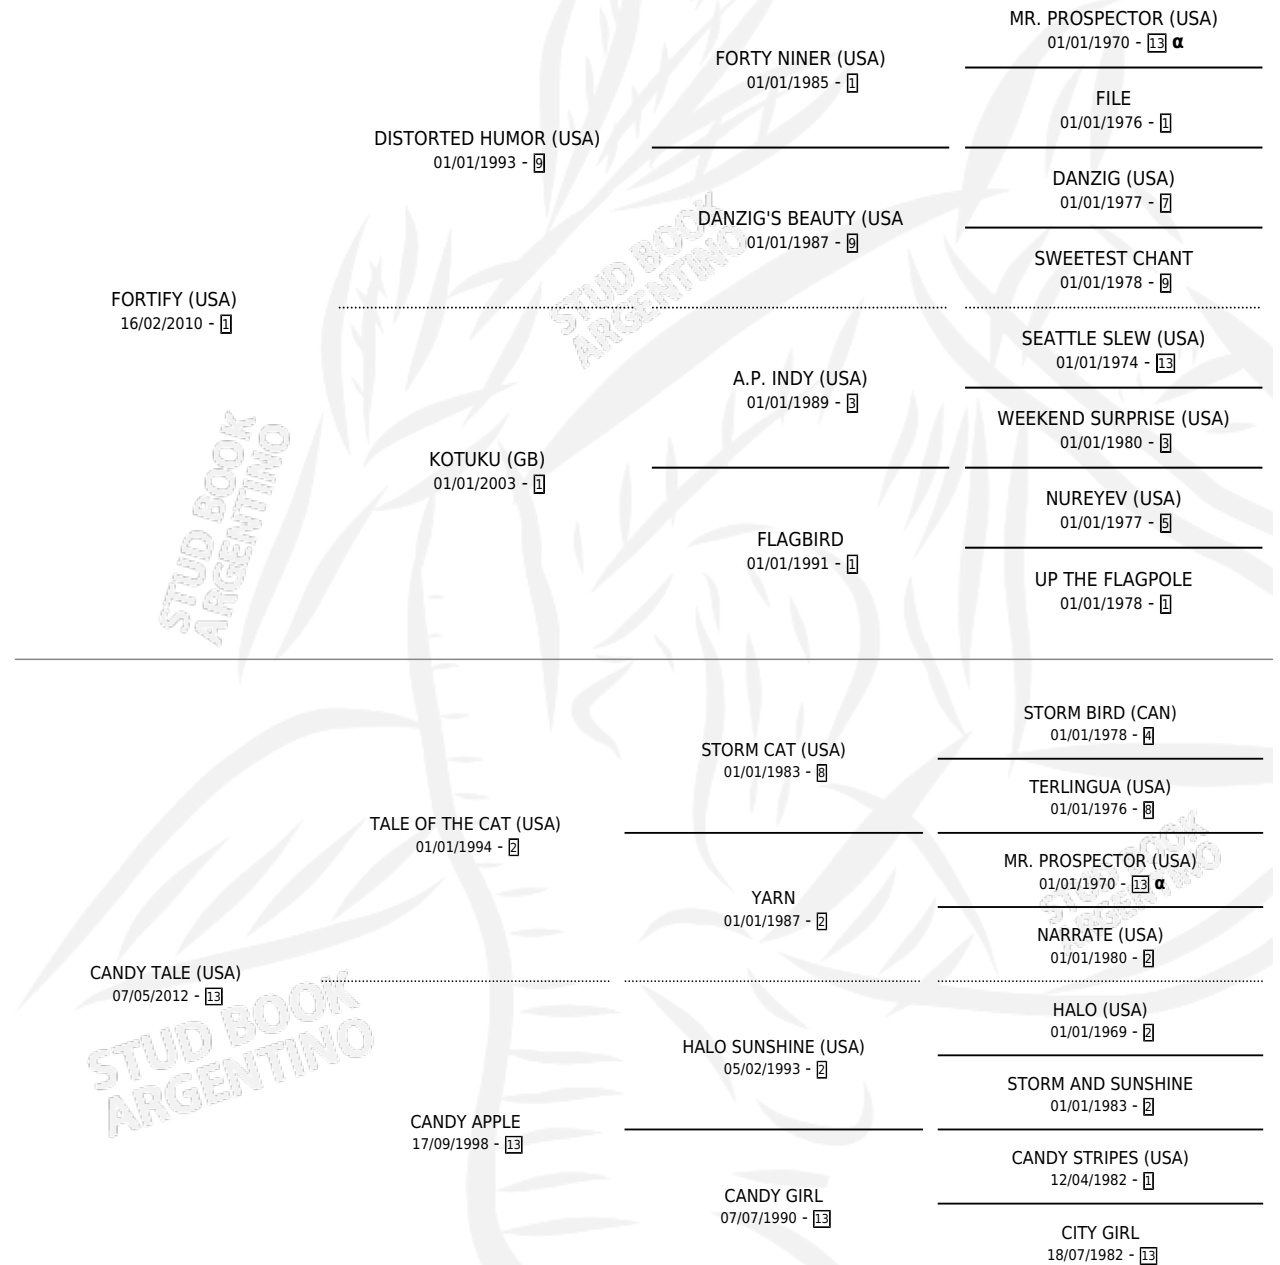 MR. PROSPECTOR (USA)
01/01/1970 - 13 α
FORTY NINER (USA)
01/01/1985 - 1
FILE
01/01/1976 - 1
DISTORTED HUMOR (USA)
01/01/1993 - 9
DANZIG (USA)
01/01/1977 - 7
DANZIG'S BEAUTY (USA
01/01/1987 - 9
SWEETEST CHANT
01/01/1978 - 9
FORTIFY (USA)
16/02/2010 - 1
SEATTLE SLEW (USA)
01/01/1974 - 13
A.P. INDY (USA)
01/01/1989 - 3
WEEKEND SURPRISE (USA)
01/01/1980 - 3
KOTUKU (GB)
01/01/2003 - 1
NUREYEV (USA)
01/01/1977 - 5
FLAGBIRD
01/01/1991 - 1
UP THE FLAGPOLE
01/01/1978 - 1
STORM BIRD (CAN)
01/01/1978 - 4
STORM CAT (USA)
01/01/1983 - 8
TERLINGUA (USA)
01/01/1976 - 8
TALE OF THE CAT (USA)
01/01/1994 - 2
MR. PROSPECTOR (USA)
01/01/1970 - 13 α
YARN
01/01/1987 - 2
NARRATE (USA)
01/01/1980 - 2
CANDY TALE (USA)
07/05/2012 - 13
HALO (USA)
01/01/1969 - 2
HALO SUNSHINE (USA)
05/02/1993 - 2
STORM AND SUNSHINE
01/01/1983 - 2
CANDY APPLE
17/09/1998 - 13
CANDY STRIPES (USA)
12/04/1982 - 1
CANDY GIRL
07/07/1990 - 13
CITY GIRL
18/07/1982 - 13
STUD BOOK
ARGENTINO
STUD BOOK
ARGENTINO
STUD BOOK
ARGENTINO
STUD BOOK
ARGENTINO